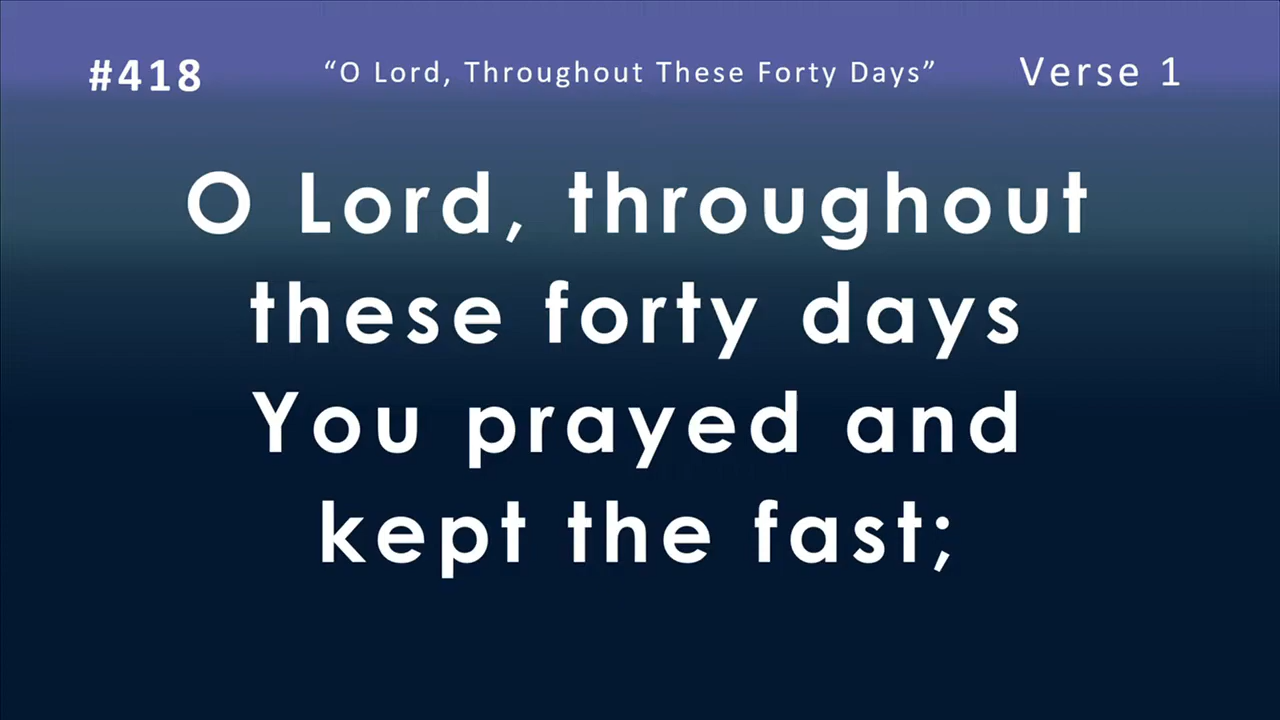 #418 “O Lord, Throughout These Forty Days” Verse 1
O Lord, throughout
these forty days
You prayed and
kept the fast;